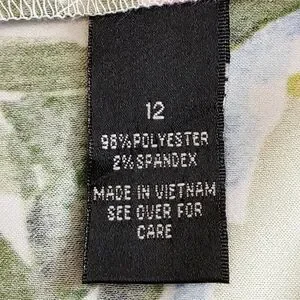 12
98%POLYESTER
2%SPANDEX
MADE IN VIETNAM
SEE OVER FOR
CARE